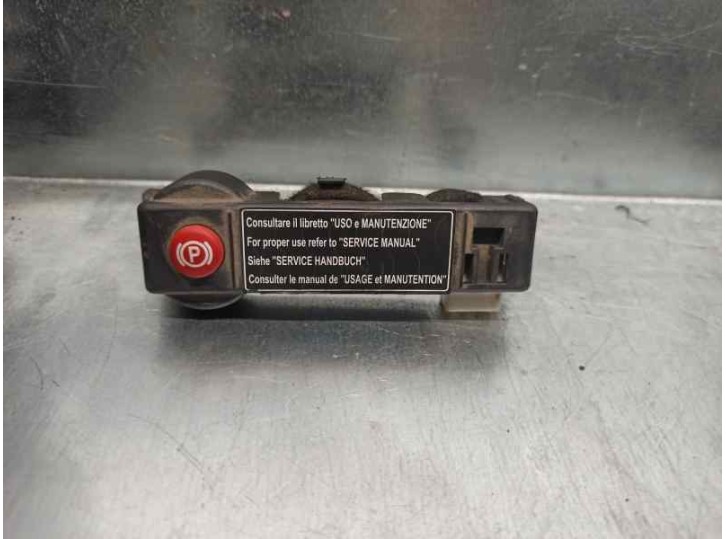 P
Consultare il libretto "USO e MANUTENZIONE"
For proper use refer to "SERVICE MANUAL"
Siehe "SERVICE HANDBUCH"
Consulter le manual de "USAGE et MANUTENTION"